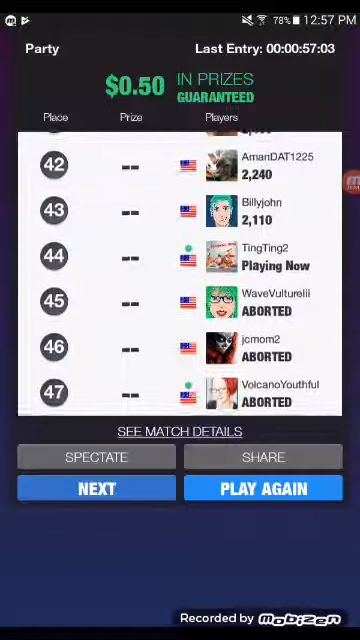 78% 12:57 PM
Party Last Entry: 00:00:57:03
$0.50 IN PRIZES
GUARANTEED
Place Prize Players
42 -- AmanDAT1225
2,240
43 -- Billyjohn
2,110
44 -- TingTing2
Playing Now
45 -- WaveVultureIii
ABORTED
46 -- jcmom2
ABORTED
47 -- VolcanoYouthful
ABORTED
SEE MATCH DETAILS
SPECTATE SHARE
NEXT PLAY AGAIN
Recorded by mobizen